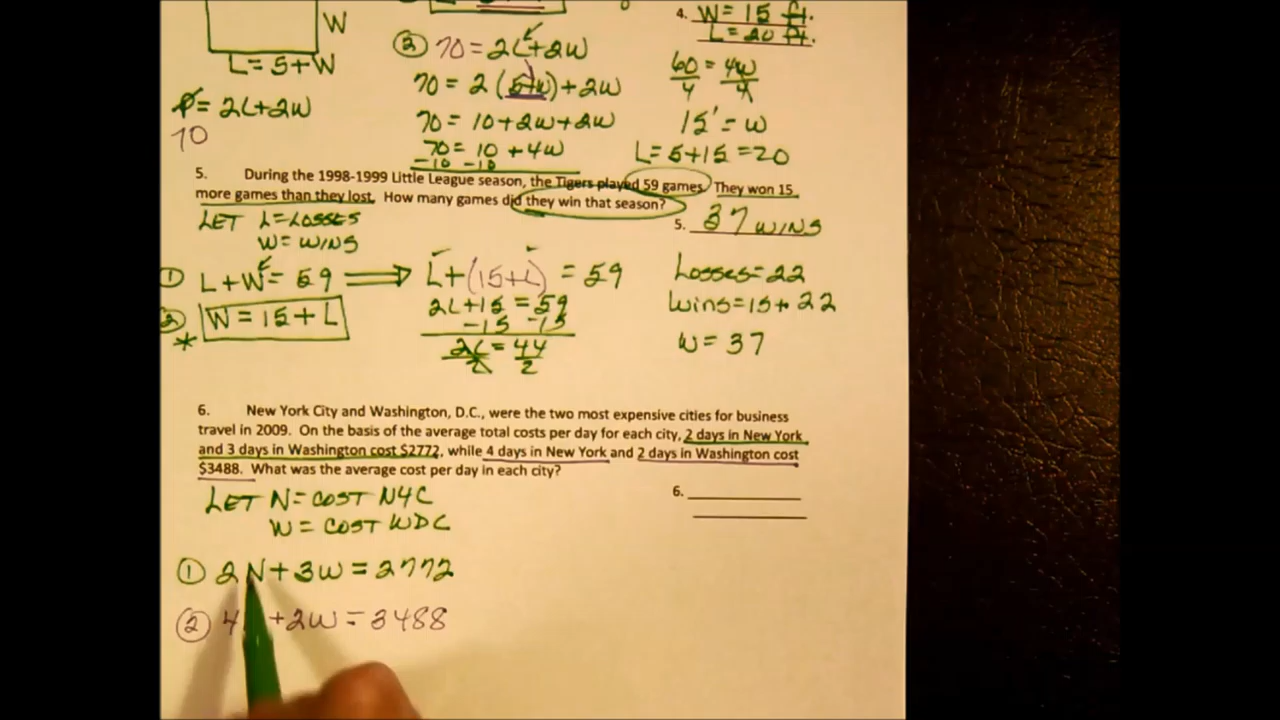 W
L=5+W
P=2L+2W
70
② 70=2L+2W
70=2(5+W)+2W
70=10+2W+2W
70=10+4W
-10 -10
4. W=15 ft.
L=20 ft.
60=4W
4 4
15'=W
L=5+15=20
5. During the 1998-1999 Little League season, the Tigers played 59 games. They won 15
more games than they lost. How many games did they win that season?
5. 37 WINS
LET L=LOSSES
W=WINS
① L+W=59 ⟹ L+(15+L)=59
② W=15+L
*
2L+15=59
-15 -15
2L=44
2 2
Losses=22
Wins=15+22
W=37
6. New York City and Washington, D.C., were the two most expensive cities for business
travel in 2009. On the basis of the average total costs per day for each city, 2 days in New York
and 3 days in Washington cost $2772, while 4 days in New York and 2 days in Washington cost
$3488. What was the average cost per day in each city?
6.
LET N=COST NYC
W=COST WDC
① 2N+3W=2772
② 4 +2W=3488